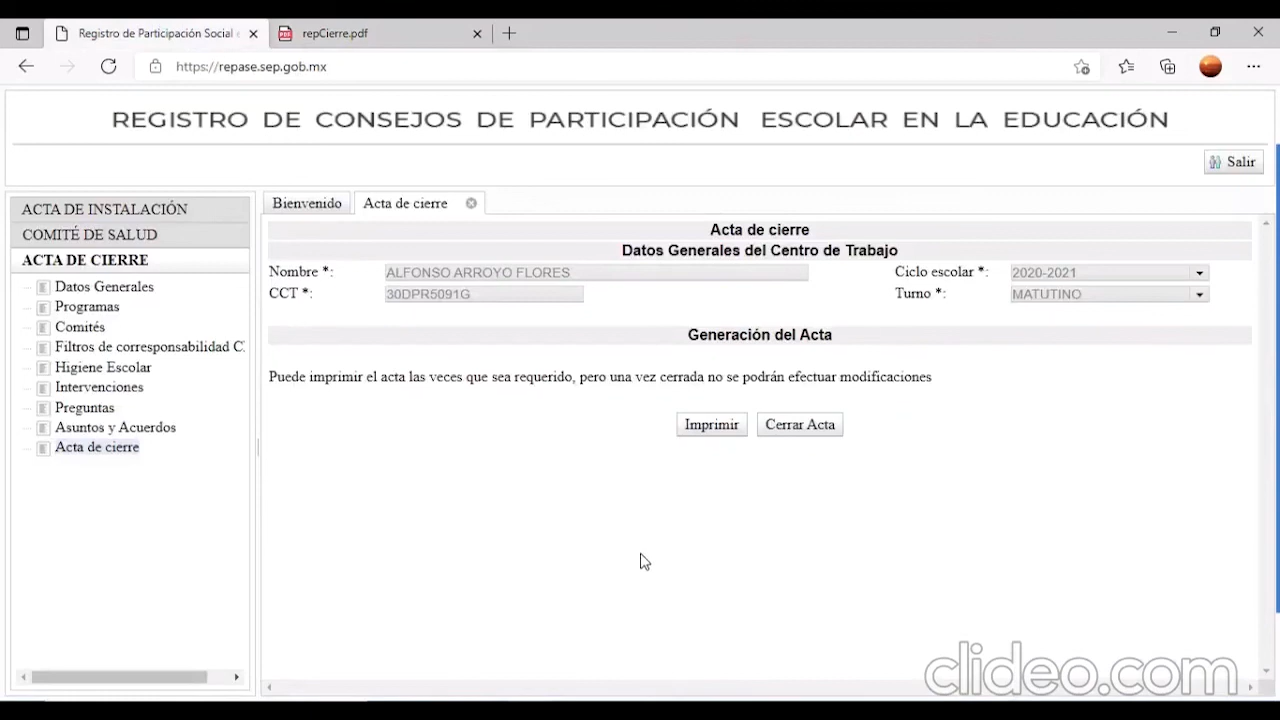 Registro de Participación Social
repCierre.pdf
https://repase.sep.gob.mx
REGISTRO DE CONSEJOS DE PARTICIPACIÓN ESCOLAR EN LA EDUCACIÓN
Salir
ACTA DE INSTALACIÓN
COMITÉ DE SALUD
ACTA DE CIERRE
Datos Generales
Programas
Comités
Filtros de corresponsabilidad
Higiene Escolar
Intervenciones
Preguntas
Asuntos y Acuerdos
Acta de cierre
Bienvenido
Acta de cierre
Acta de cierre
Datos Generales del Centro de Trabajo
Nombre *: ALFONSO ARROYO FLORES Ciclo escolar *: 2020-2021
CCT *: 30DPR5091G Turno *: MATUTINO
Generación del Acta
Puede imprimir el acta las veces que sea requerido, pero una vez cerrada no se podrán efectuar modificaciones
Imprimir Cerrar Acta
clideo.com